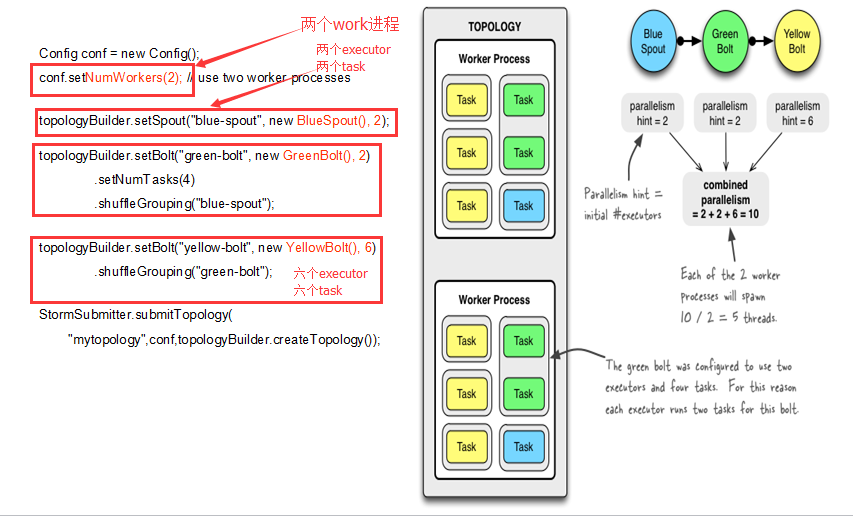 两个work进程
两个executor
两个task
Config conf = new Config();
conf.setNumWorkers(2); // use two worker processes
topologyBuilder.setSpout("blue-spout", new BlueSpout(), 2);
topologyBuilder.setBolt("green-bolt", new GreenBolt(), 2)
.setNumTasks(4)
.shuffleGrouping("blue-spout");
topologyBuilder.setBolt("yellow-bolt", new YellowBolt(), 6)
.shuffleGrouping("green-bolt");
六个executor
六个task
StormSubmitter.submitTopology(
"mytopology",conf,topologyBuilder.createTopology());
TOPOLOGY
Worker Process
Task Task
Task Task
Task Task
Worker Process
Task Task
Task Task
Task Task
Blue Spout
Green Bolt
Yellow Bolt
parallelism
hint = 2
parallelism
hint = 2
parallelism
hint = 6
Parallelism hint =
initial #executors
combined
parallelism
= 2 + 2 + 6 = 10
Each of the 2 worker
processes will spawn
10 / 2 = 5 threads.
The green bolt was configured to use two
executors and four tasks. For this reason
each executor runs two tasks for this bolt.